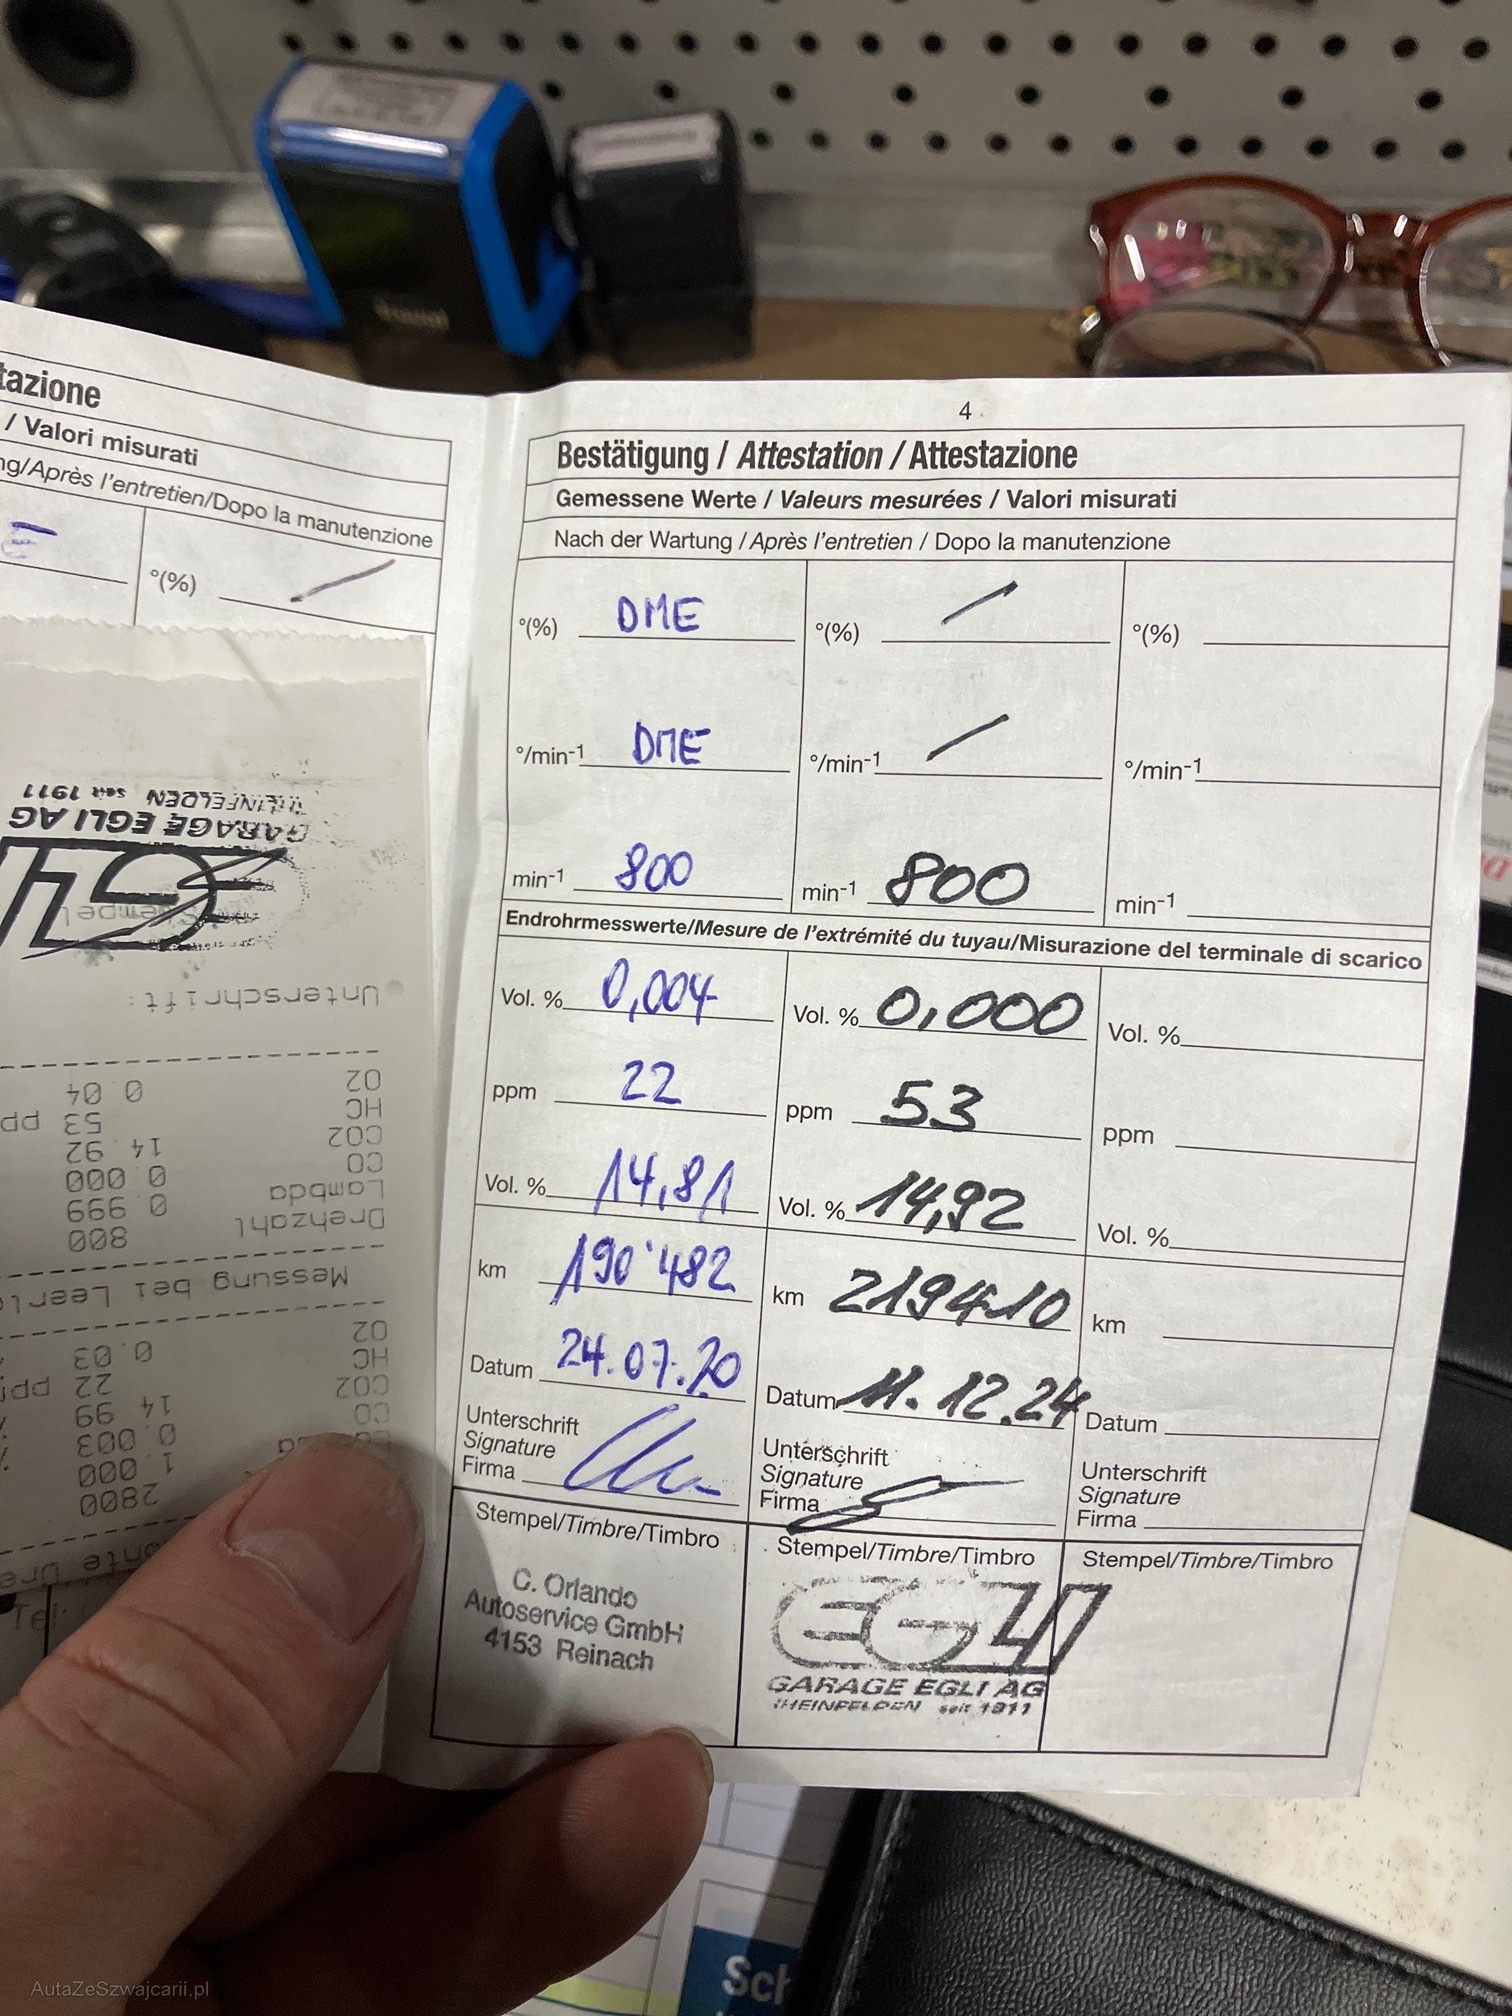 tazione
/ Valori misurati
ng/Après l'entretien/Dopo la manutenzione
°(%)
GARAGE EGLI AG
seit 1911
Stempel
Unterschrift:
O2 0.04
HC 53 pp
CO2 14.92
CO 0.000
Lambda 0.999
Drehzahl 800
Messung bei Leerl
O2 0.03
HC 22 pp
CO2 14.99
CO 0.003
1.000
2800
Tel
4
Bestätigung / Attestation / Attestazione
Gemessene Werte / Valeurs mesurées / Valori misurati
Nach der Wartung / Après l'entretien / Dopo la manutenzione
°(%) DME °(%) / °(%)
°/min-1 DME °/min-1 / °/min-1
min-1 800 min-1 800 min-1
Endrohrmesswerte/Mesure de l'extrémité du tuyau/Misurazione del terminale di scarico
Vol. % 0,004 Vol. % 0,000 Vol. %
ppm 22 ppm 53 ppm
Vol. % 14,81 Vol. % 14,92 Vol. %
km 190'482 km 219410 km
Datum 24.07.20 Datum 11.12.24 Datum
Unterschrift Unterschrift Unterschrift
Signature Signature Signature
Firma Firma Firma
Stempel/Timbre/Timbro Stempel/Timbre/Timbro Stempel/Timbre/Timbro
C. Orlando
Autoservice GmbH
4153 Reinach
EGLI
GARAGE EGLI AG
RHEINFELDEN seit 1911
Sch
AutaZeSzwajcarii.pl